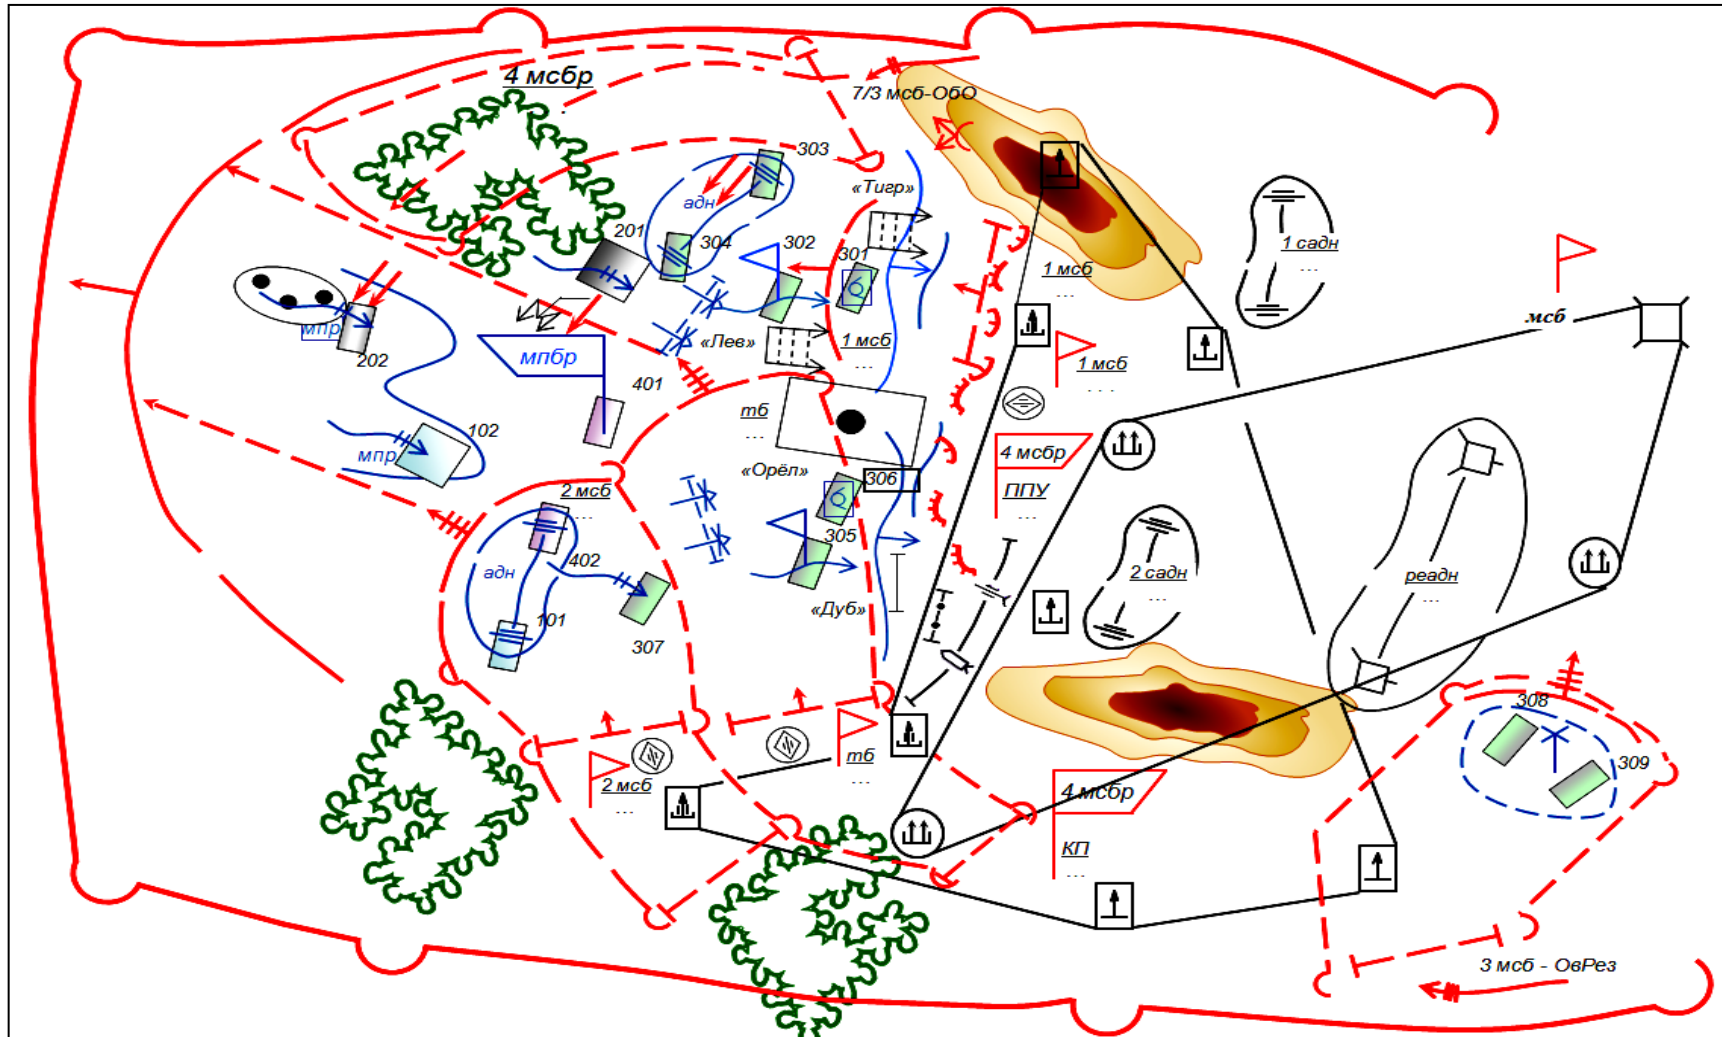 4 мсбр
7/3 мсб-ОбО
303
«Тигр»
адн
201
304
302
301
1 садн
...
1 мсб
...
мсб
мпр
202
«Лев»
1 мсб
...
мпбр
401
1 мсб
...
тб
...
102
мпр
4 мсбр
ППУ
...
«Орёл»
306
2 мсб
...
305
402
адн
2 садн
...
реадн
...
«Дуб»
101
307
308
309
тб
...
2 мсб
...
4 мсбр
КП
...
3 мсб - ОвРез